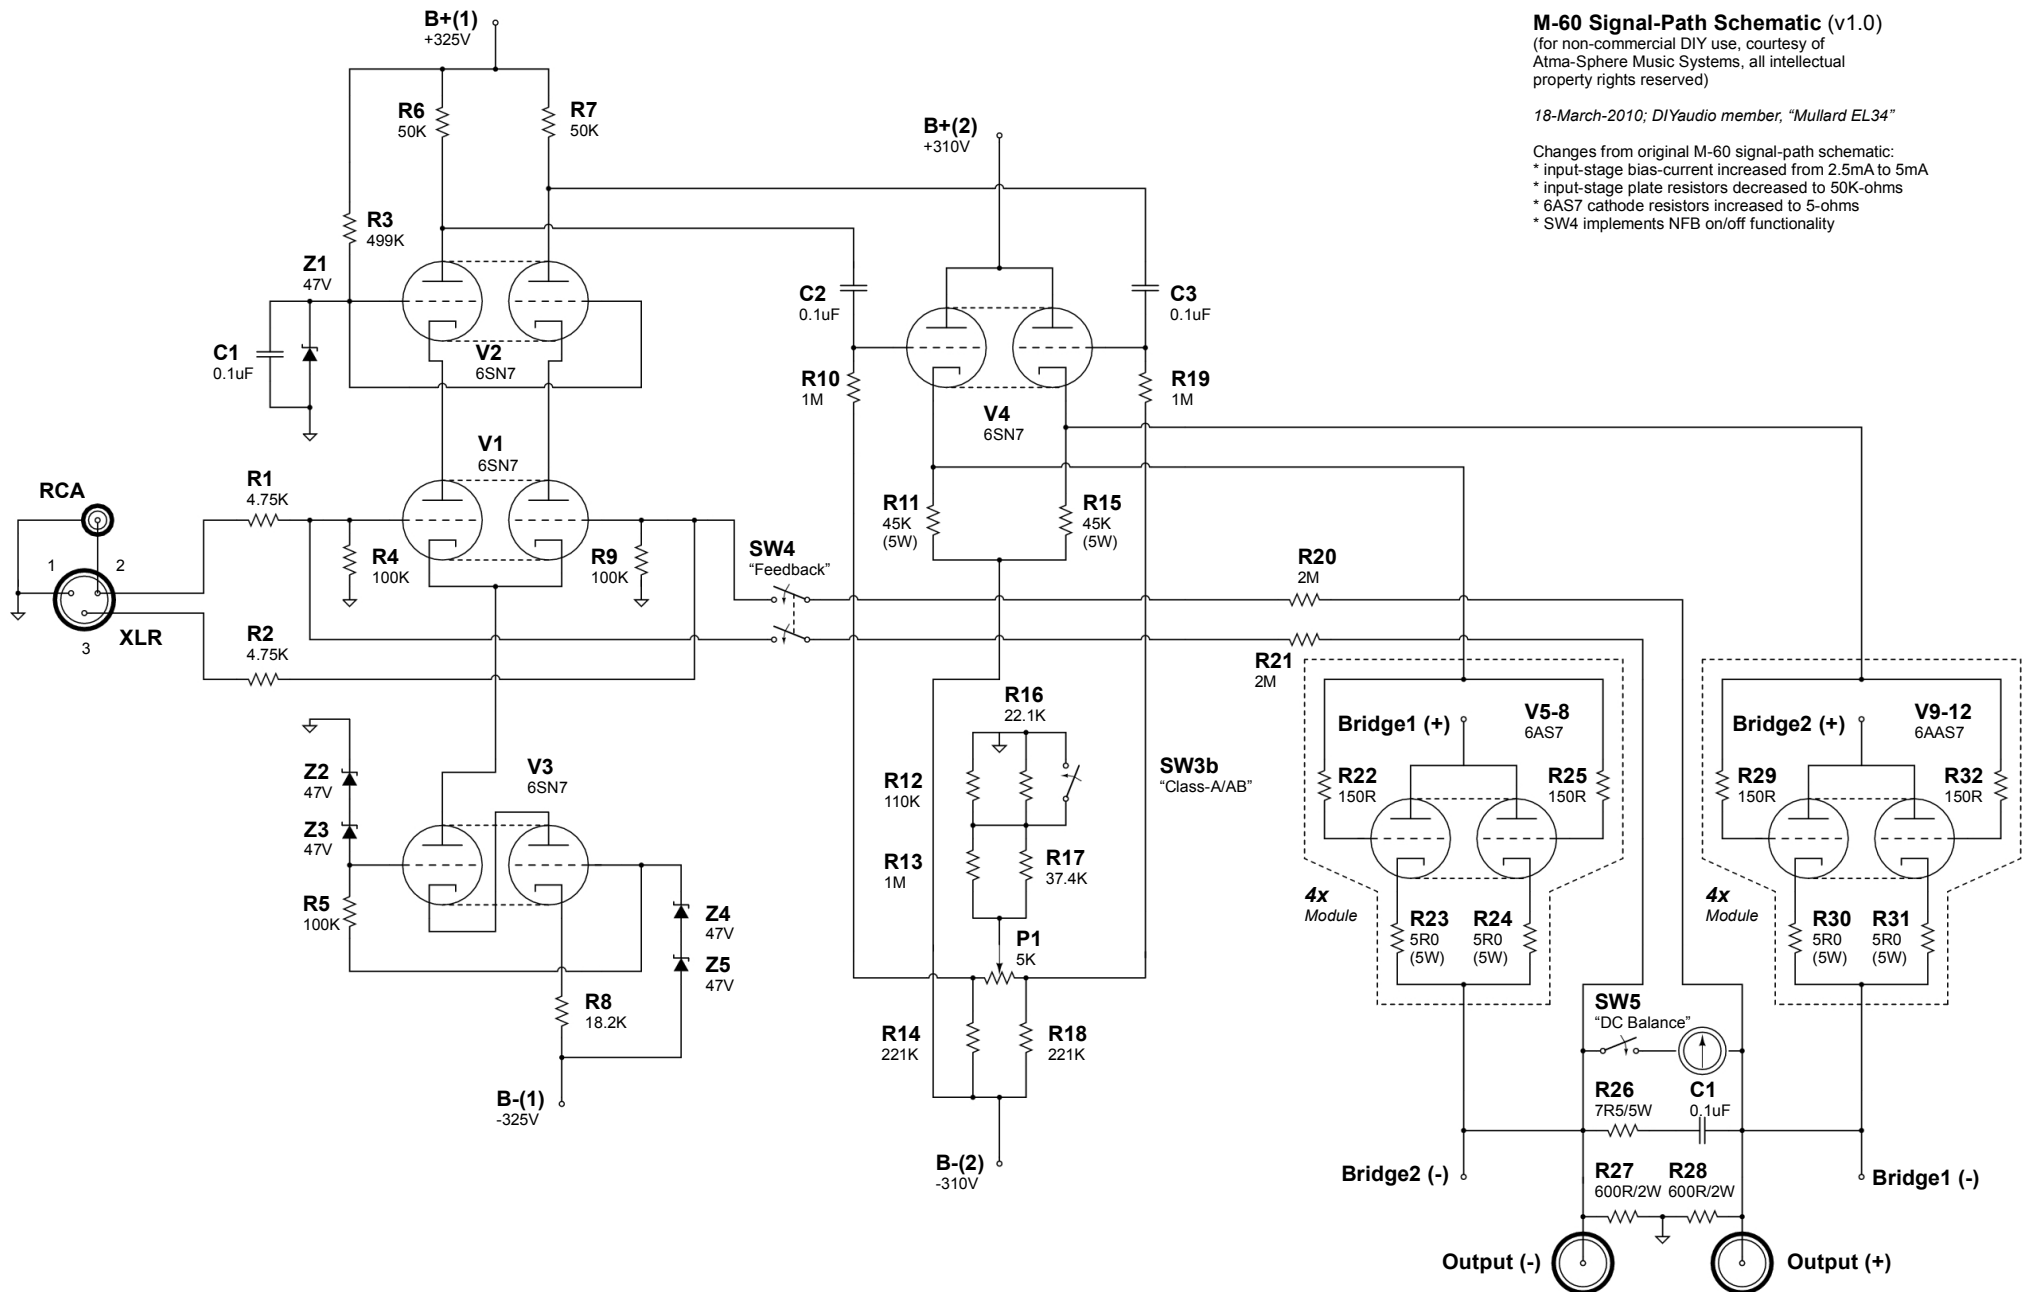 M-60 Signal-Path Schematic (v1.0)
(for non-commercial DIY use, courtesy of
Atma-Sphere Music Systems, all intellectual
property rights reserved)
18-March-2010; DIYaudio member, “Mullard EL34”
Changes from original M-60 signal-path schematic:
* input-stage bias-current increased from 2.5mA to 5mA
* input-stage plate resistors decreased to 50K-ohms
* 6AS7 cathode resistors increased to 5-ohms
* SW4 implements NFB on/off functionality
B+(1)
+325V
R6
50K
R7
50K
R3
499K
Z1
47V
C1
0.1uF
V2
6SN7
V1
6SN7
RCA
1
2
3
XLR
R1
4.75K
R2
4.75K
R4
100K
R9
100K
SW4
“Feedback”
Z2
47V
Z3
47V
R5
100K
V3
6SN7
Z4
47V
Z5
47V
R8
18.2K
B-(1)
-325V
B+(2)
+310V
C2
0.1uF
C3
0.1uF
R10
1M
R19
1M
V4
6SN7
R11
45K
(5W)
R15
45K
(5W)
R20
2M
R21
2M
R16
22.1K
R12
110K
SW3b
“Class-A/AB”
R13
1M
R17
37.4K
P1
5K
R14
221K
R18
221K
B-(2)
-310V
Bridge1 (+)
V5-8
6AS7
R22
150R
R25
150R
4x
Module
R23
5R0
(5W)
R24
5R0
(5W)
Bridge2 (+)
V9-12
6AAS7
R29
150R
R32
150R
4x
Module
R30
5R0
(5W)
R31
5R0
(5W)
SW5
“DC Balance”
R26
7R5/5W
C1
0.1uF
Bridge2 (-)
R27
600R/2W
R28
600R/2W
Bridge1 (-)
Output (-)
Output (+)